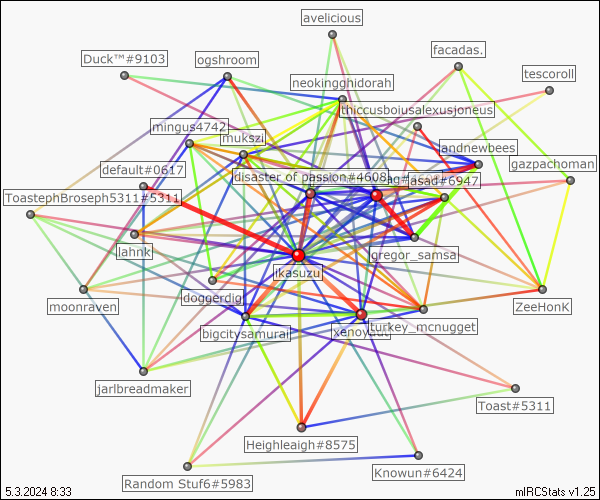 avelicious
facadas.
Duck™#9103
ogshroom
tescoroll
neokingghidorah
thiccusboiusalexusjoneus
mingus4742
mukszi
landnewbees
default#0617
gazpachoman
disaster of passion#4608
asad#6947
ToastephBroseph5311#5311
lahnk
gregor_samsa
ikasuzu
doggerdig
moonraven
ZeeHonK
bigcitysamurai
turkey_mcnugget
jarlbreadmaker
Toast#5311
Heighleaigh#8575
Knowun#6424
Random Stuf6#5983
5.3.2024 8:33
mIRCStats v1.25